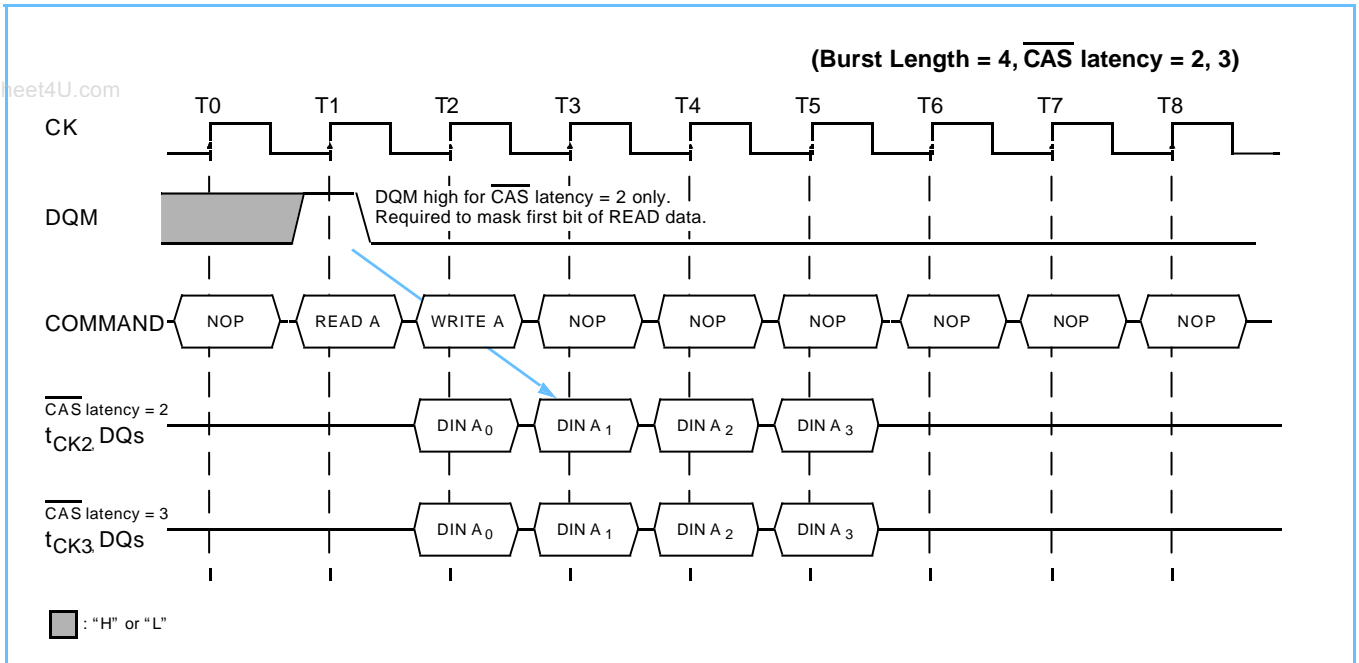 (Burst Length = 4, CAS latency = 2, 3)
heet4U.com
T0 T1 T2 T3 T4 T5 T6 T7 T8
CK
DQM high for CAS latency = 2 only.
Required to mask first bit of READ data.
DQM
COMMAND NOP READ A WRITE A NOP NOP NOP NOP NOP NOP
CAS latency = 2
tCK2, DQs DIN A0 DIN A1 DIN A2 DIN A3
CAS latency = 3
tCK3, DQs DIN A0 DIN A1 DIN A2 DIN A3
: “H” or “L”